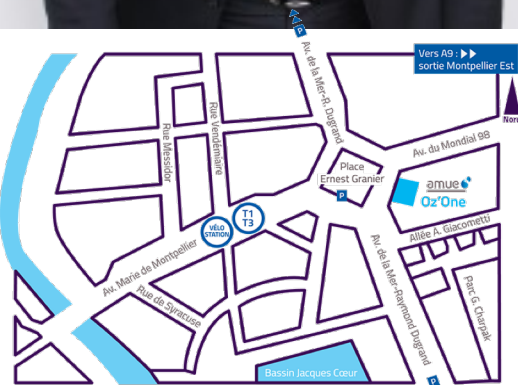 P
Vers A9 : ▶▶
sortie Montpellier Est
Nord
Av. de la Mer-R. Dugrand
Rue Messidor
Rue Vendémiaire
Av. du Mondial 98
Place
Ernest Granier
P
amue
Oz'One
T1
T3
VÉLO
STATION
Allée A. Giacometti
Av. Marie de Montpellier
Rue de Syracuse
Av. de la Mer-Raymond Dugrand
Parc G. Charpak
Bassin Jacques Cœur
P